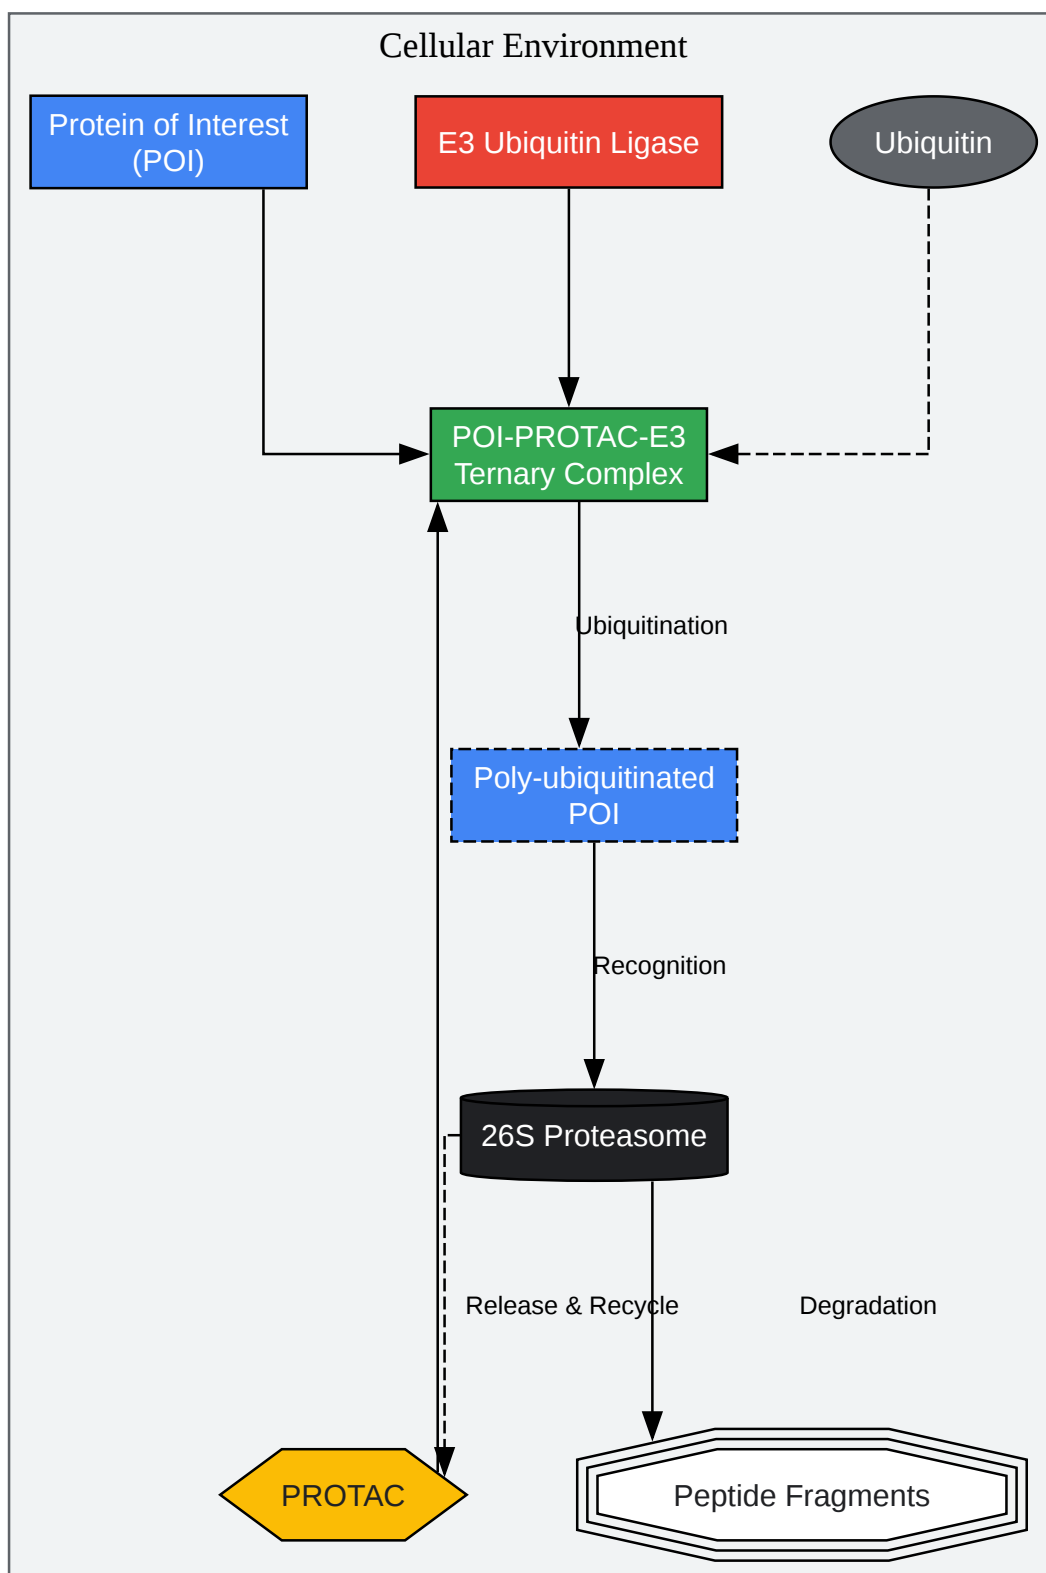 Cellular Environment
Protein of Interest
(POI)
E3 Ubiquitin Ligase
Ubiquitin
POI-PROTAC-E3
Ternary Complex
Ubiquitination
Poly-ubiquitinated
POI
Recognition
26S Proteasome
Release & Recycle
Degradation
PROTAC
Peptide Fragments